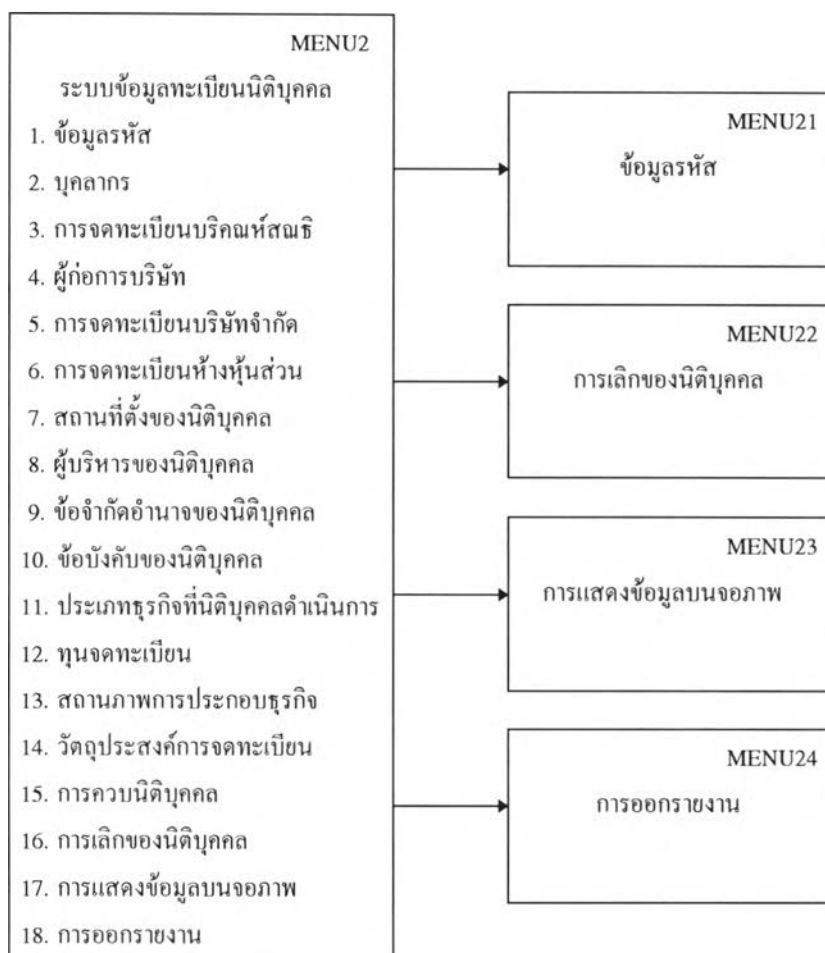 MENU2
ระบบข้อมูลทะเบียนนิติบุคคล
1. ข้อมูลรหัส
2. บุคลากร
3. การจดทะเบียนบริคณห์สณธิ
4. ผู้ก่อการบริษัท
5. การจดทะเบียนบริษัทจำกัด
6. การจดทะเบียนห้างหุ้นส่วน
7. สถานที่ตั้งของนิติบุคคล
8. ผู้บริหารของนิติบุคคล
9. ข้อจำกัดอำนาจของนิติบุคคล
10. ข้อบังคับของนิติบุคคล
11. ประเภทธุรกิจที่นิติบุคคลดำเนินการ
12. ทุนจดทะเบียน
13. สถานภาพการประกอบธุรกิจ
14. วัตถุประสงค์การจดทะเบียน
15. การควบนิติบุคคล
16. การเลิกของนิติบุคคล
17. การแสดงข้อมูลบนจอภาพ
18. การออกรายงาน
MENU21
ข้อมูลรหัส
MENU22
การเลิกของนิติบุคคล
MENU23
การแสดงข้อมูลบนจอภาพ
MENU24
การออกรายงาน